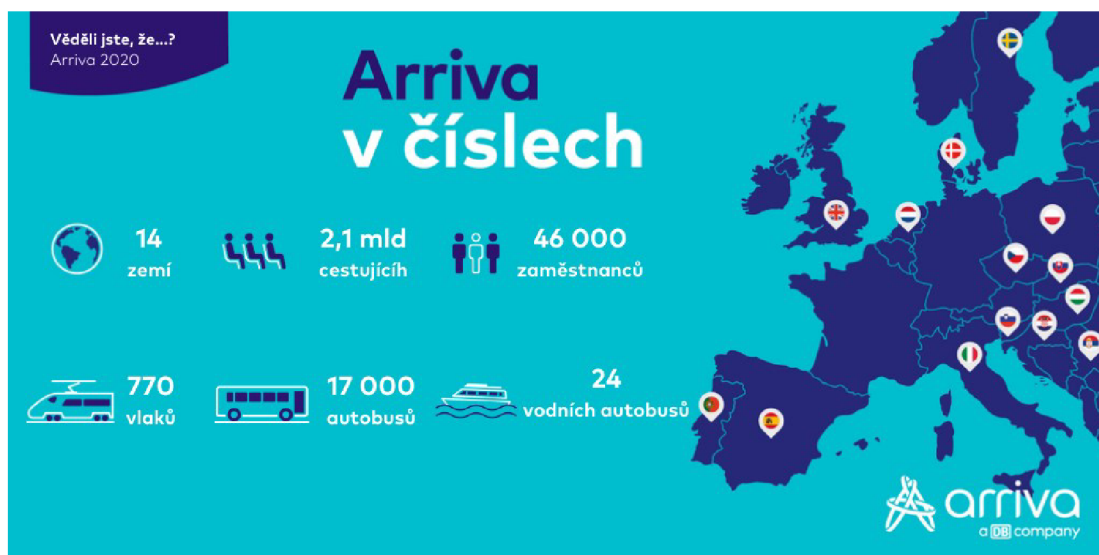 Věděli jste, že...?
Arriva 2020
Arriva
v číslech
14
zemí
2,1 mld
cestujícíh
46 000
zaměstnanců
770
vlaků
17 000
autobusů
24
vodních autobusů
arriva
a DB company